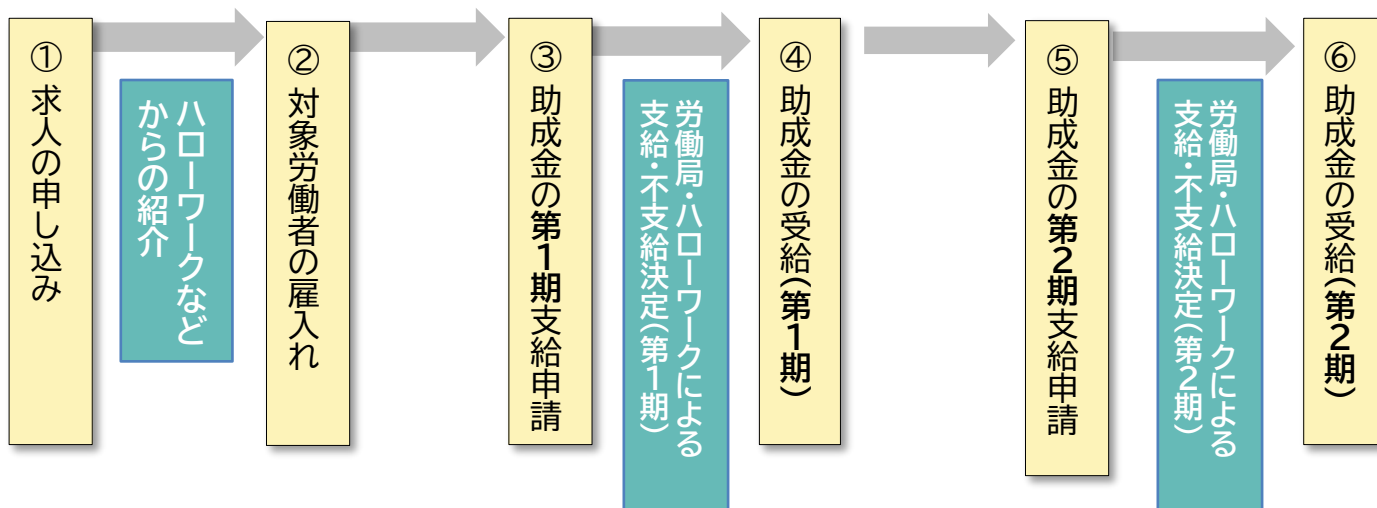 ① 求人の申し込み
ハローワークなど
からの紹介
② 対象労働者の雇入れ
③ 助成金の第1期支給申請
労働局・ハローワークによる
支給・不支給決定(第1期)
④ 助成金の受給(第1期)
⑤ 助成金の第2期支給申請
労働局・ハローワークによる
支給・不支給決定(第2期)
⑥ 助成金の受給(第2期)